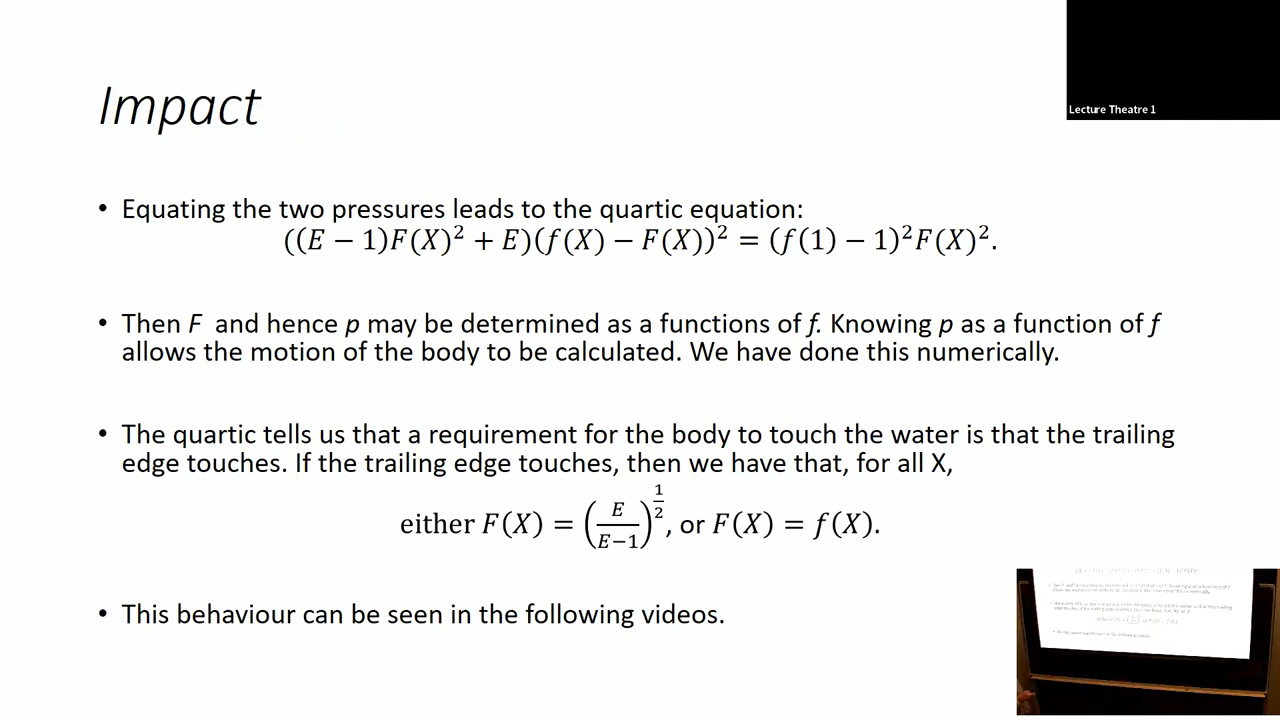 Lecture Theatre 1
Impact
• Equating the two pressures leads to the quartic equation:
((E − 1)F(X)² + E)(f(X) − F(X))² = (f(1) − 1)²F(X)².
• Then F and hence p may be determined as a functions of f. Knowing p as a function of f
allows the motion of the body to be calculated. We have done this numerically.
• The quartic tells us that a requirement for the body to touch the water is that the trailing
edge touches. If the trailing edge touches, then we have that, for all X,
either F(X) = (E/(E−1))^(1/2), or F(X) = f(X).
• This behaviour can be seen in the following videos.